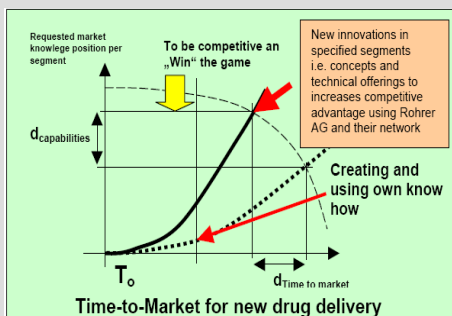 Requested market
knowlege position per
segment
To be competitive an
„Win“ the game
New innovations in
specified segments
i.e. concepts and
technical offerings to
increases competitive
advantage using Rohrer
AG and their network
dcapabilities
Creating and
using own know
how
To
dTime to market
Time-to-Market for new drug delivery